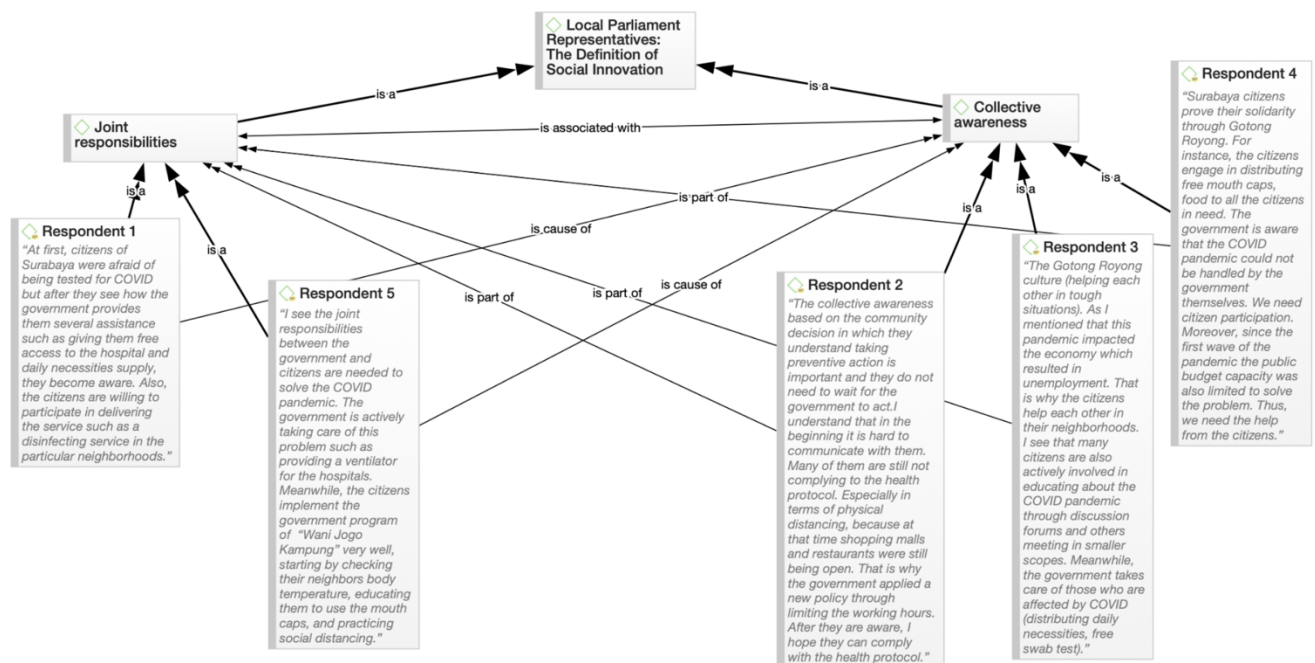 Local Parliament
Representatives:
The Definition of
Social Innovation
Joint
responsibilities
Collective
awareness
is a
is a
is associated with
is a
is a
is cause of
is part of
is part of
is part of
is cause of
is a
is a
is a
Respondent 1
“At first, citizens of
Surabaya were afraid of
being tested for COVID
but after they see how the
government provides
them several assistance
such as giving them free
access to the hospital and
daily necessities supply,
they become aware. Also,
the citizens are willing to
participate in delivering
the service such as a
disinfecting service in the
particular neighborhoods.”
Respondent 5
“I see the joint
responsibilities
between the
government and
citizens are needed to
solve the COVID
pandemic. The
government is actively
taking care of this
problem such as
providing a ventilator
for the hospitals.
Meanwhile, the citizens
implement the
government program
of “Wani Jogo
Kampung” very well,
starting by checking
their neighbors body
temperature, educating
them to use the mouth
caps, and practicing
social distancing.”
Respondent 2
“The collective awareness
based on the community
decision in which they
understand taking
preventive action is
important and they do not
need to wait for the
government to act.I
understand that in the
beginning it is hard to
communicate with them.
Many of them are still not
complying to the health
protocol. Especially in
terms of physical
distancing, because at
that time shopping malls
and restaurants were still
being open. That is why
the government applied a
new policy through
limiting the working hours.
After they are aware, I
hope they can comply
with the health protocol.”
Respondent 3
“The Gotong Royong
culture (helping each
other in tough
situations). As I
mentioned that this
pandemic impacted
the economy which
resulted in
unemployment. That
is why the citizens
help each other in
their neighborhoods.
I see that many
citizens are also
actively involved in
educating about the
COVID pandemic
through discussion
forums and others
meeting in smaller
scopes. Meanwhile,
the government takes
care of those who are
affected by COVID
(distributing daily
necessities, free
swab test).”
Respondent 4
“Surabaya citizens
prove their solidarity
through Gotong
Royong. For
instance, the citizens
engage in distributing
free mouth caps,
food to all the citizens
in need. The
government is aware
that the COVID
pandemic could not
be handled by the
government
themselves. We need
citizen participation.
Moreover, since the
first wave of the
pandemic the public
budget capacity was
also limited to solve
the problem. Thus,
we need the help
from the citizens.”